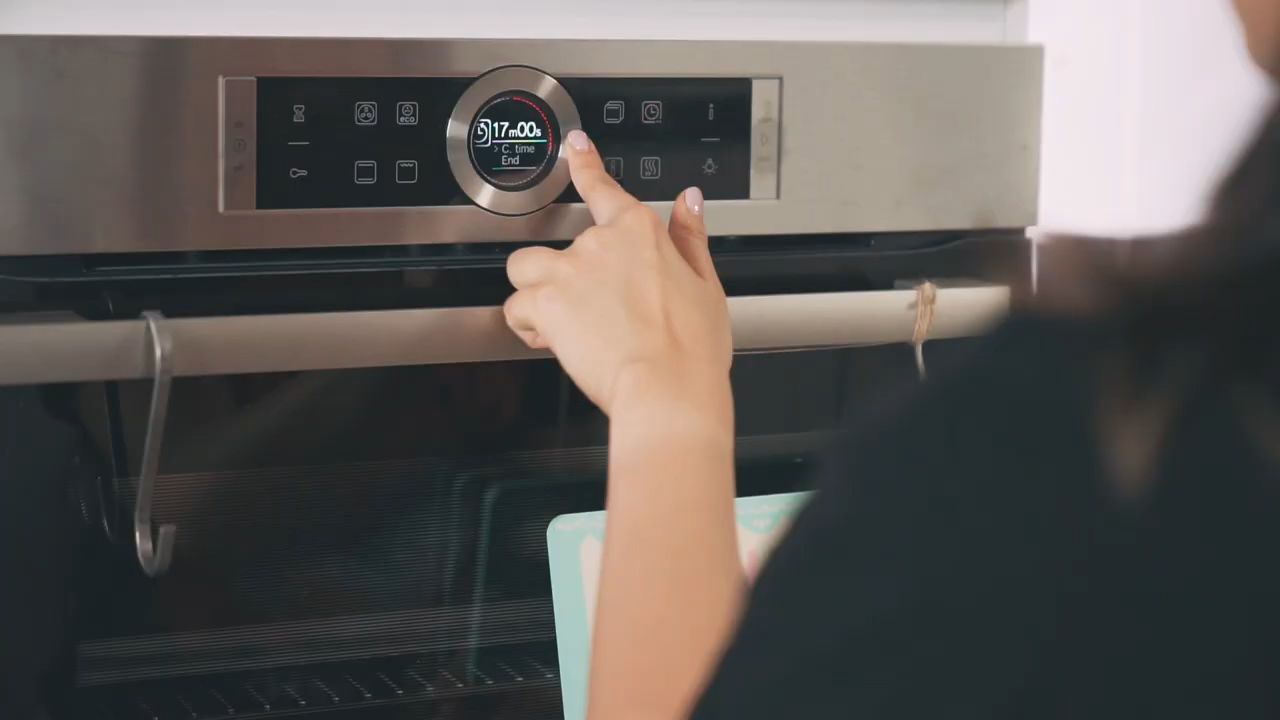 eco
17m00s
› C. time
End